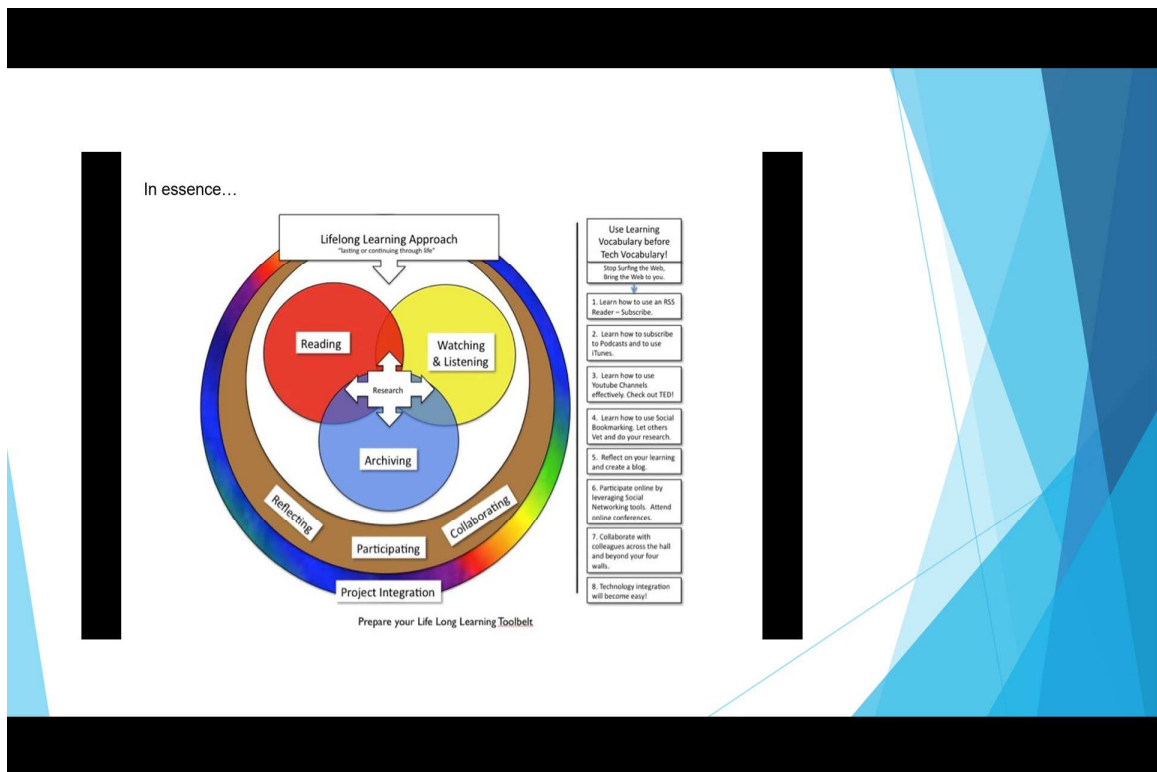 In essence…
Lifelong Learning Approach
"lasting or continuing through life"
Reading
Watching
& Listening
Research
Archiving
Reflecting
Participating
Collaborating
Project Integration
Prepare your Life Long Learning Toolbelt
Use Learning
Vocabulary before
Tech Vocabulary!
Stop Surfing the Web,
Bring the Web to you.
1. Learn how to use an RSS
Reader – Subscribe.
2. Learn how to subscribe
to Podcasts and to use
iTunes.
3. Learn how to use
Youtube Channels
effectively. Check out TED!
4. Learn how to use Social
Bookmarking. Let others
Vet and do your research.
5. Reflect on your learning
and create a blog.
6. Participate online by
leveraging Social
Networking tools. Attend
online conferences.
7. Collaborate with
colleagues across the hall
and beyond your four
walls.
8. Technology integration
will become easy!